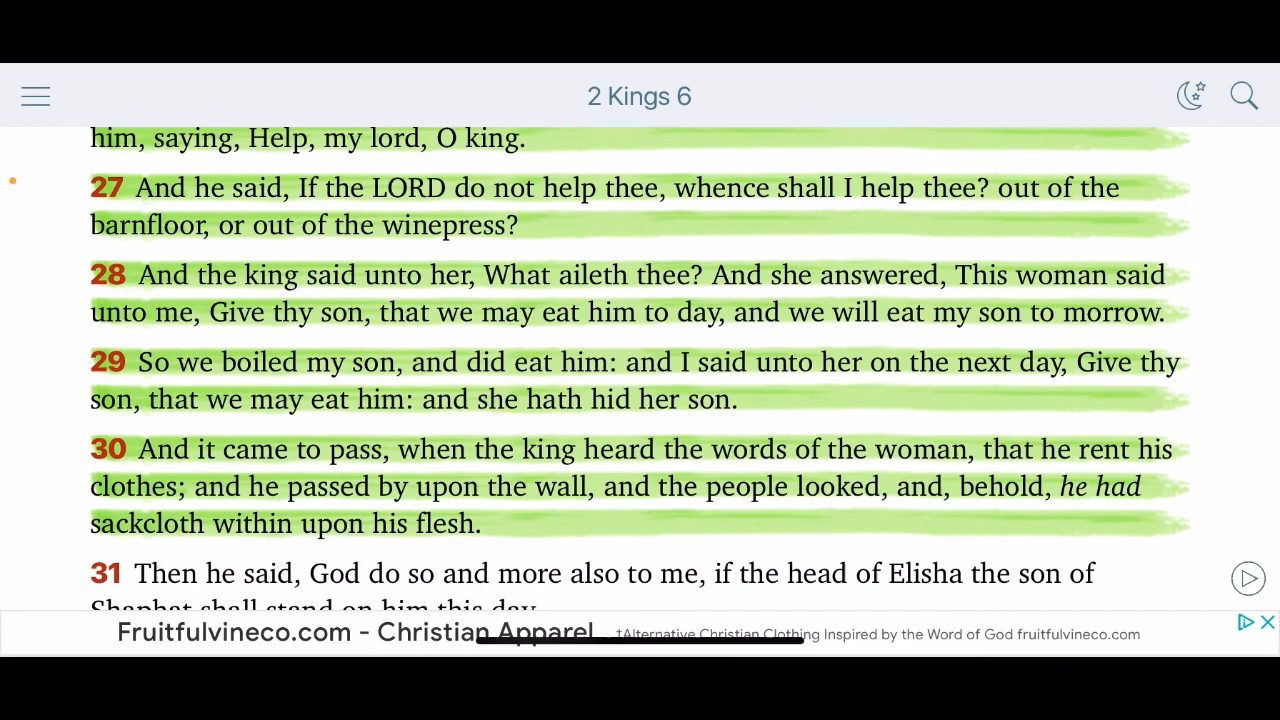 2 Kings 6
him, saying, Help, my lord, O king.
27 And he said, If the LORD do not help thee, whence shall I help thee? out of the
barnfloor, or out of the winepress?
28 And the king said unto her, What aileth thee? And she answered, This woman said
unto me, Give thy son, that we may eat him to day, and we will eat my son to morrow.
29 So we boiled my son, and did eat him: and I said unto her on the next day, Give thy
son, that we may eat him: and she hath hid her son.
30 And it came to pass, when the king heard the words of the woman, that he rent his
clothes; and he passed by upon the wall, and the people looked, and, behold, he had
sackcloth within upon his flesh.
31 Then he said, God do so and more also to me, if the head of Elisha the son of
Shaphat shall stand on him this day.
Fruitfulvineco.com - Christian Apparel †Alternative Christian Clothing Inspired by the Word of God fruitfulvineco.com